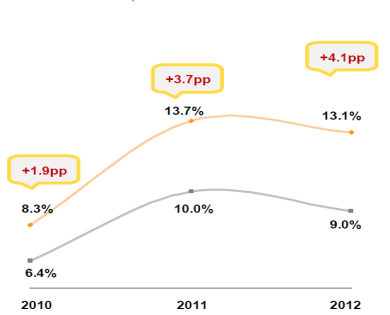 +4.1pp
+3.7pp
13.7%
13.1%
+1.9pp
8.3%
10.0%
9.0%
6.4%
2010 2011 2012